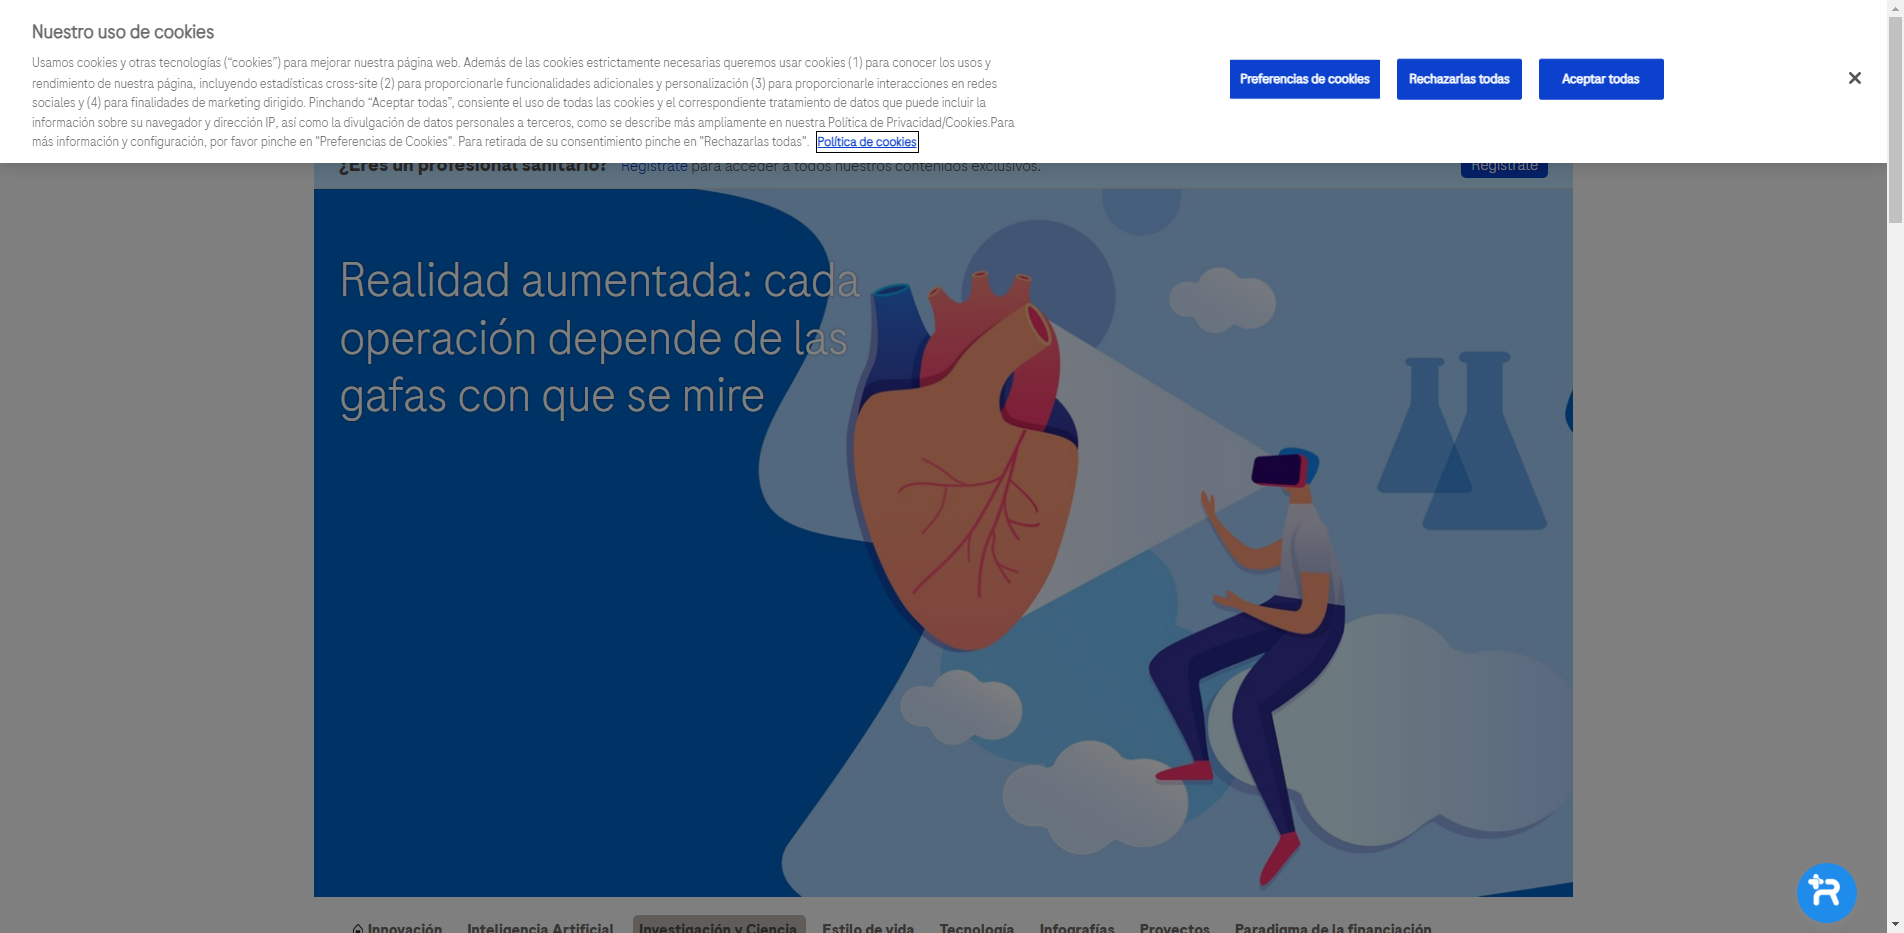 Nuestro uso de cookies
Usamos cookies y otras tecnologías (“cookies”) para mejorar nuestra página web. Además de las cookies estrictamente necesarias queremos usar cookies (1) para conocer los usos y
rendimiento de nuestra página, incluyendo estadísticas cross-site (2) para proporcionarle funcionalidades adicionales y personalización (3) para proporcionarle interacciones en redes
sociales y (4) para finalidades de marketing dirigido. Pinchando “Aceptar todas”, consiente el uso de todas las cookies y el correspondiente tratamiento de datos que puede incluir la
información sobre su navegador y dirección IP, así como la divulgación de datos personales a terceros, como se describe más ampliamente en nuestra Política de Privacidad/Cookies.Para
más información y configuración, por favor pinche en "Preferencias de Cookies". Para retirada de su consentimiento pinche en "Rechazarlas todas". Política de cookies
Preferencias de cookies
Rechazarlas todas
Aceptar todas
¿Eres un profesional sanitario? Regístrate para acceder a todos nuestros contenidos exclusivos.
Regístrate
Realidad aumentada: cada
operación depende de las
gafas con que se mire
Innovación Inteligencia Artificial Investigación y Ciencia Estilo de vida Tecnología Infografías Proyectos Paradigma de la financiación